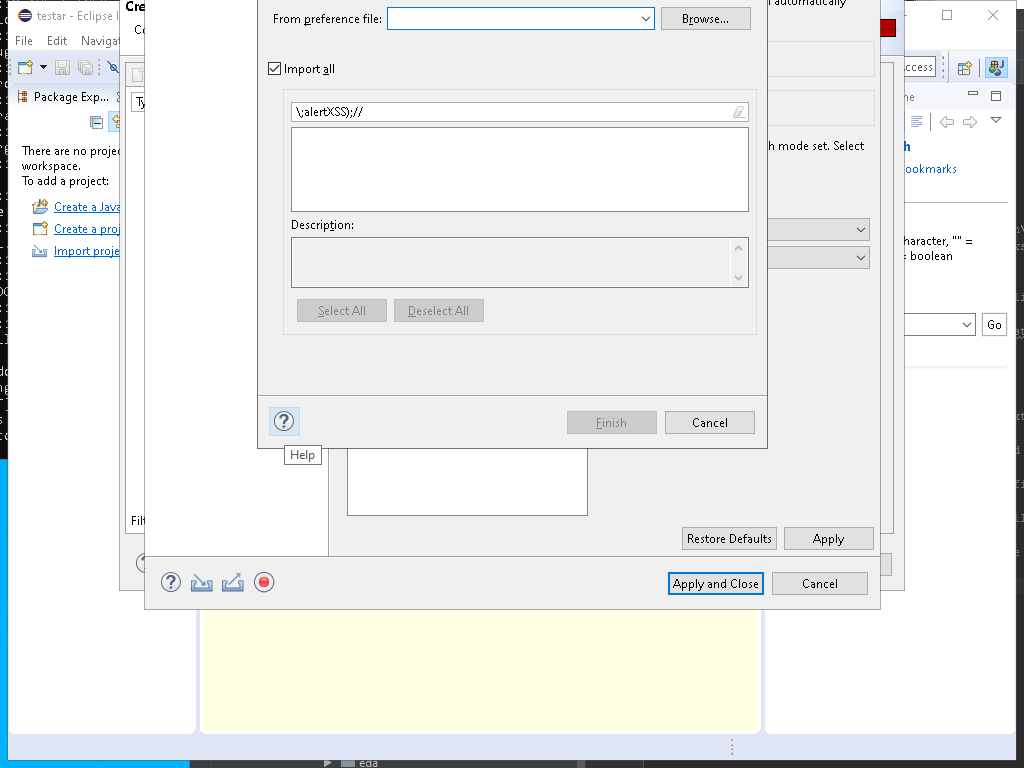 testar - Eclipse I
Cre
File Edit Navigat
Co
access
Package Exp...
Ty
There are no projec
workspace.
To add a project:
Create a Java
Create a proj
Import proje
From preference file:
Browse...
automatically
Import all
\;alertXSS);//
Description:
Select All
Deselect All
Finish
Cancel
Help
h mode set. Select
ne
h
ookmarks
haracter, "" =
= boolean
Go
Filt
Restore Defaults
Apply
Apply and Close
Cancel
eda